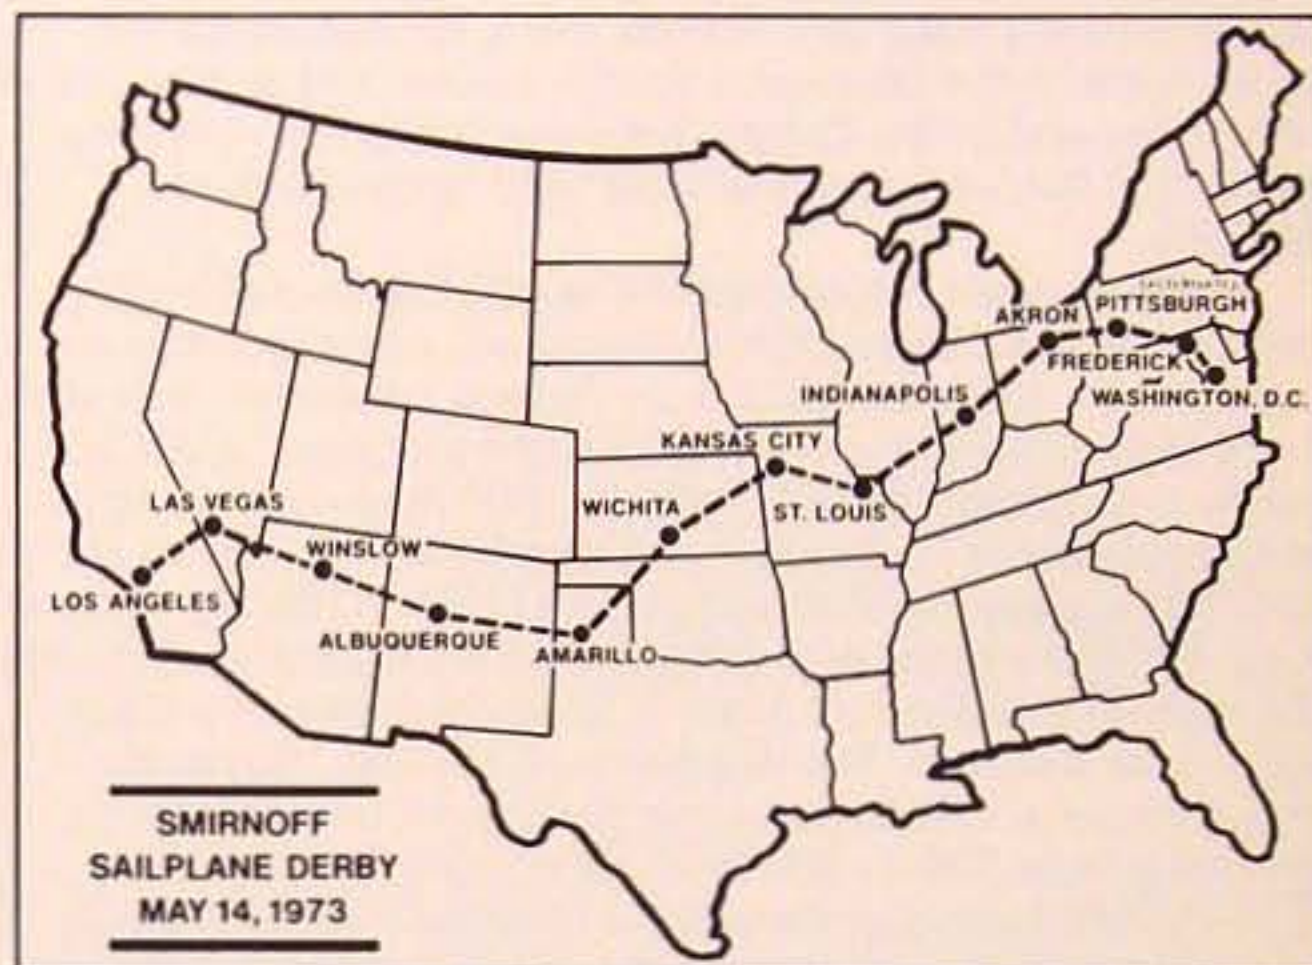 PITTSBURGH
AKRON
FREDERICK
WASHINGTON, D.C.
INDIANAPOLIS
KANSAS CITY
ST. LOUIS
WICHITA
LAS VEGAS
WINSLOW
LOS ANGELES
ALBUQUERQUE
AMARILLO
SMIRNOFF
SAILPLANE DERBY
MAY 14, 1973